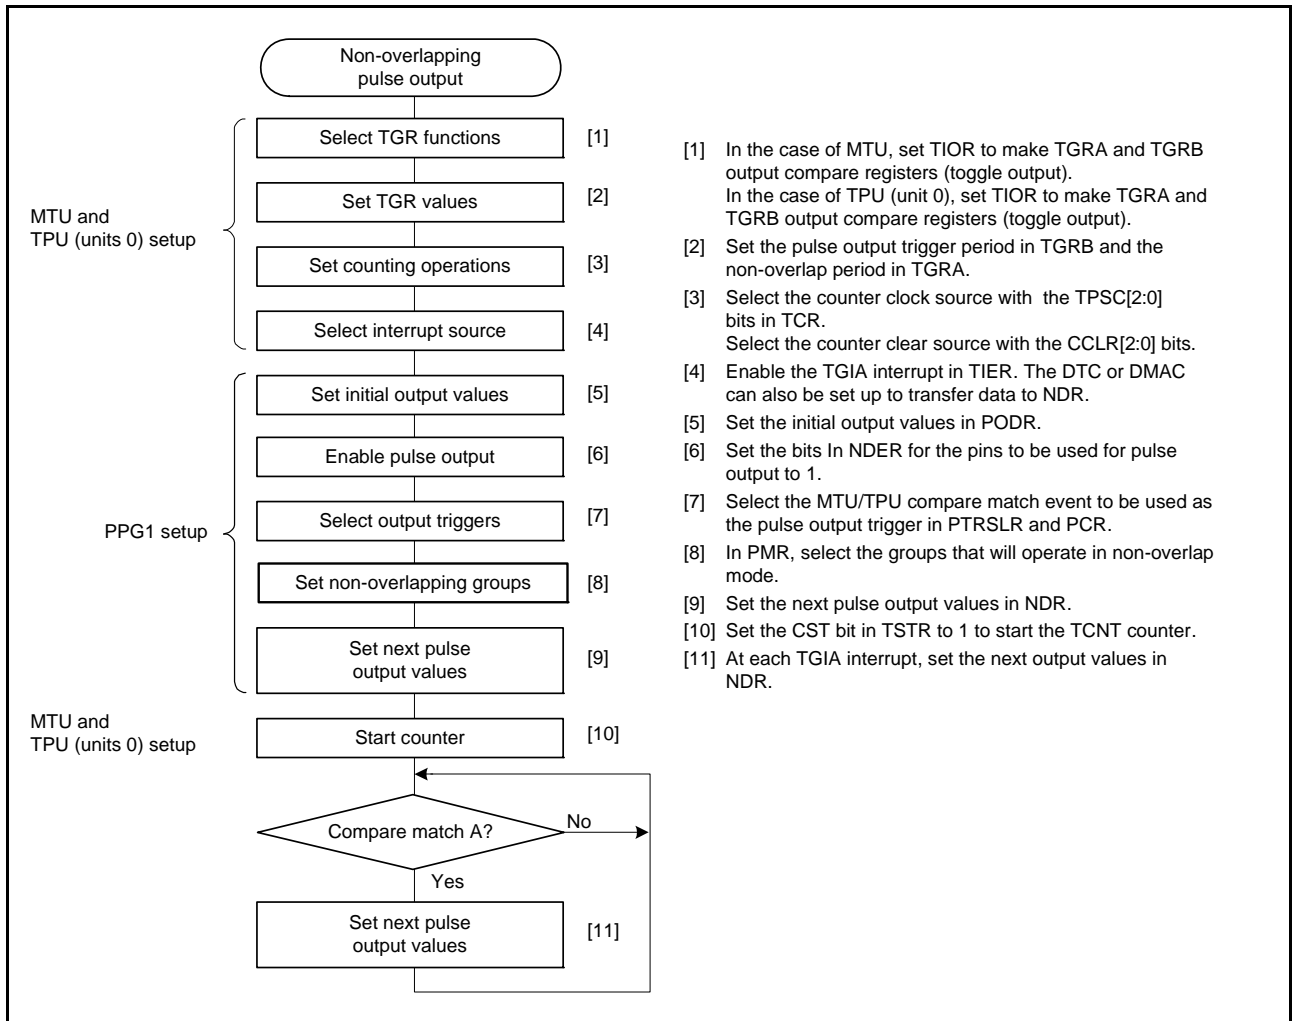 Non-overlapping
pulse output
MTU and
TPU (units 0) setup
Select TGR functions
[1]
Set TGR values
[2]
Set counting operations
[3]
Select interrupt source
[4]
PPG1 setup
Set initial output values
[5]
Enable pulse output
[6]
Select output triggers
[7]
Set non-overlapping groups
[8]
Set next pulse
output values
[9]
MTU and
TPU (units 0) setup
Start counter
[10]
Compare match A?
No
Yes
Set next pulse
output values
[11]
[1] In the case of MTU, set TIOR to make TGRA and TGRB
output compare registers (toggle output).
In the case of TPU (unit 0), set TIOR to make TGRA and
TGRB output compare registers (toggle output).
[2] Set the pulse output trigger period in TGRB and the
non-overlap period in TGRA.
[3] Select the counter clock source with the TPSC[2:0]
bits in TCR.
Select the counter clear source with the CCLR[2:0] bits.
[4] Enable the TGIA interrupt in TIER. The DTC or DMAC
can also be set up to transfer data to NDR.
[5] Set the initial output values in PODR.
[6] Set the bits In NDER for the pins to be used for pulse
output to 1.
[7] Select the MTU/TPU compare match event to be used as
the pulse output trigger in PTRSLR and PCR.
[8] In PMR, select the groups that will operate in non-overlap
mode.
[9] Set the next pulse output values in NDR.
[10] Set the CST bit in TSTR to 1 to start the TCNT counter.
[11] At each TGIA interrupt, set the next output values in
NDR.